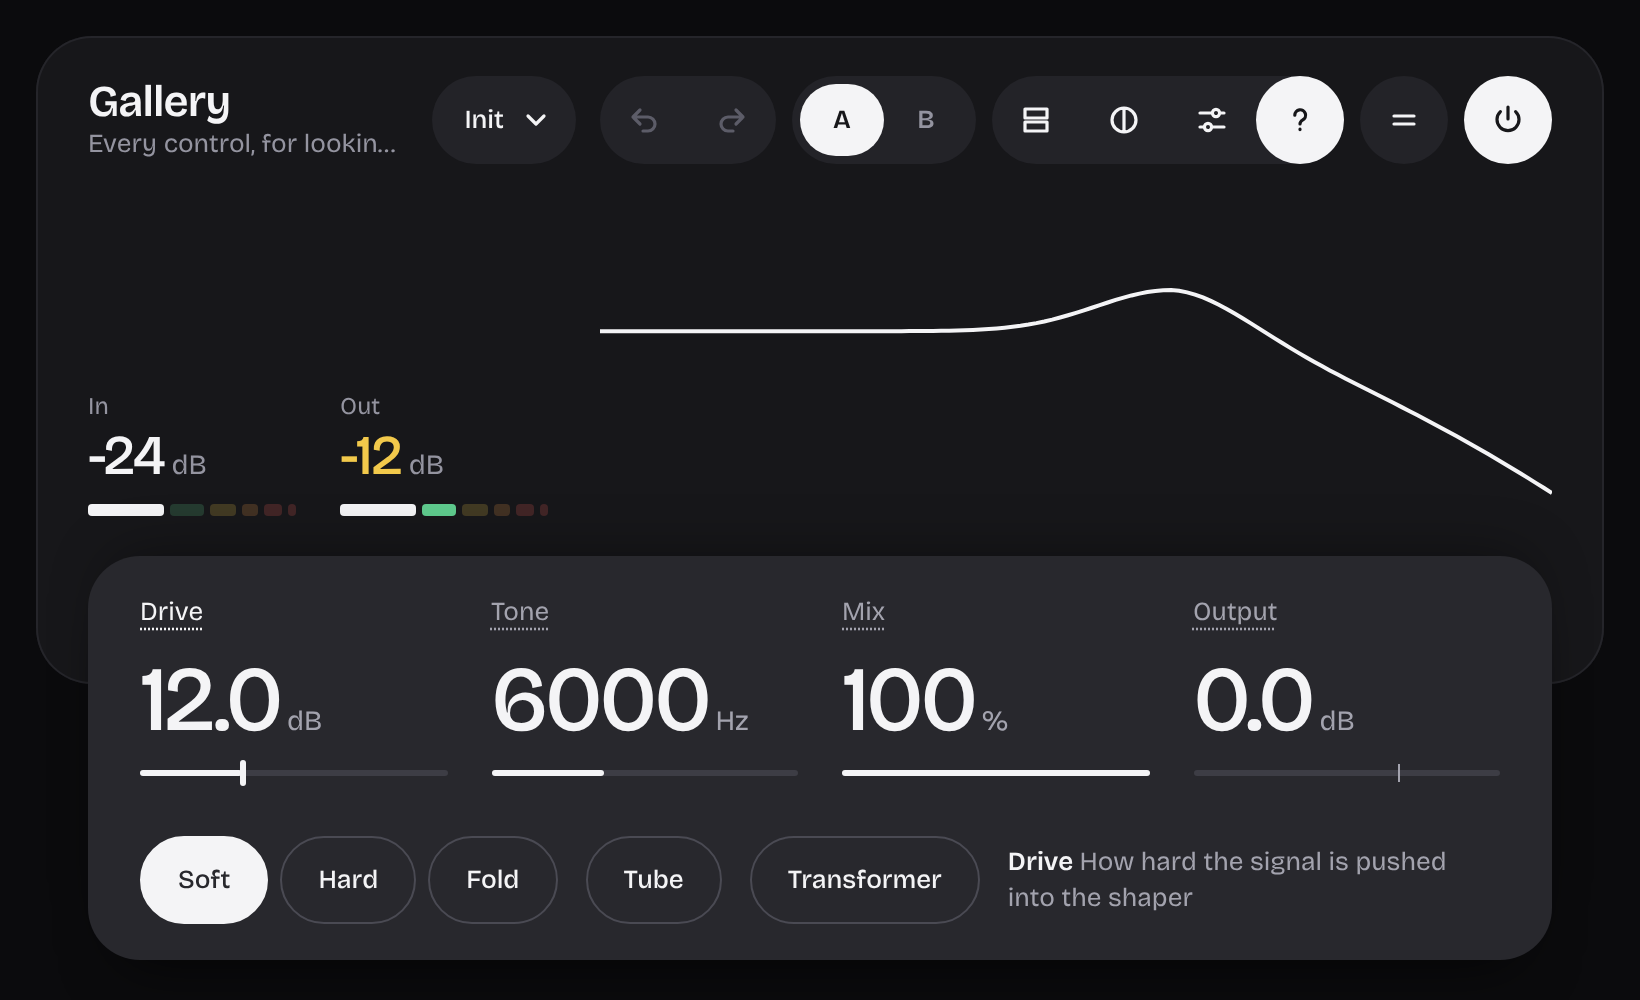 Gallery
Every control, for lookin...
Init
A
B
?
In
-24 dB
Out
-12 dB
Drive
12.0 dB
Tone
6000 Hz
Mix
100 %
Output
0.0 dB
Soft
Hard
Fold
Tube
Transformer
Drive How hard the signal is pushed
into the shaper